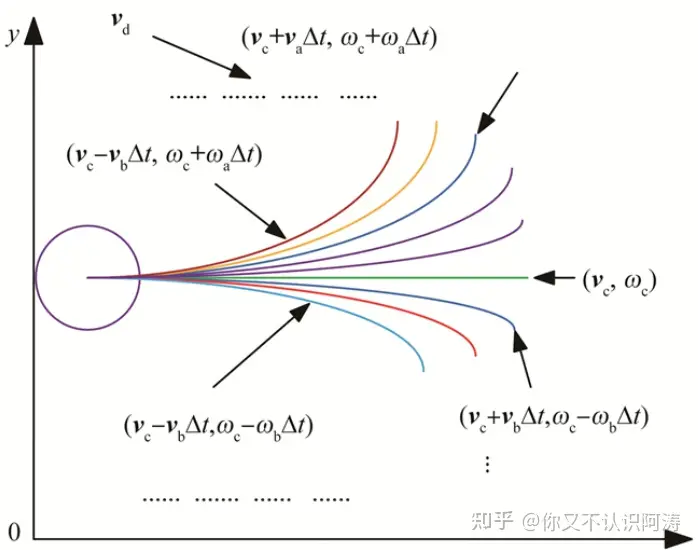 v_d
y
(v_c+v_aΔt, ω_c+ω_aΔt)
...... ....... ...... ......
(v_c−v_bΔt, ω_c+ω_aΔt)
(v_c, ω_c)
(v_c−v_bΔt,ω_c−ω_bΔt)
(v_c+v_bΔt,ω_c−ω_bΔt)
⋮
...... ....... ...... ......
0
知乎 @你又不认识阿涛